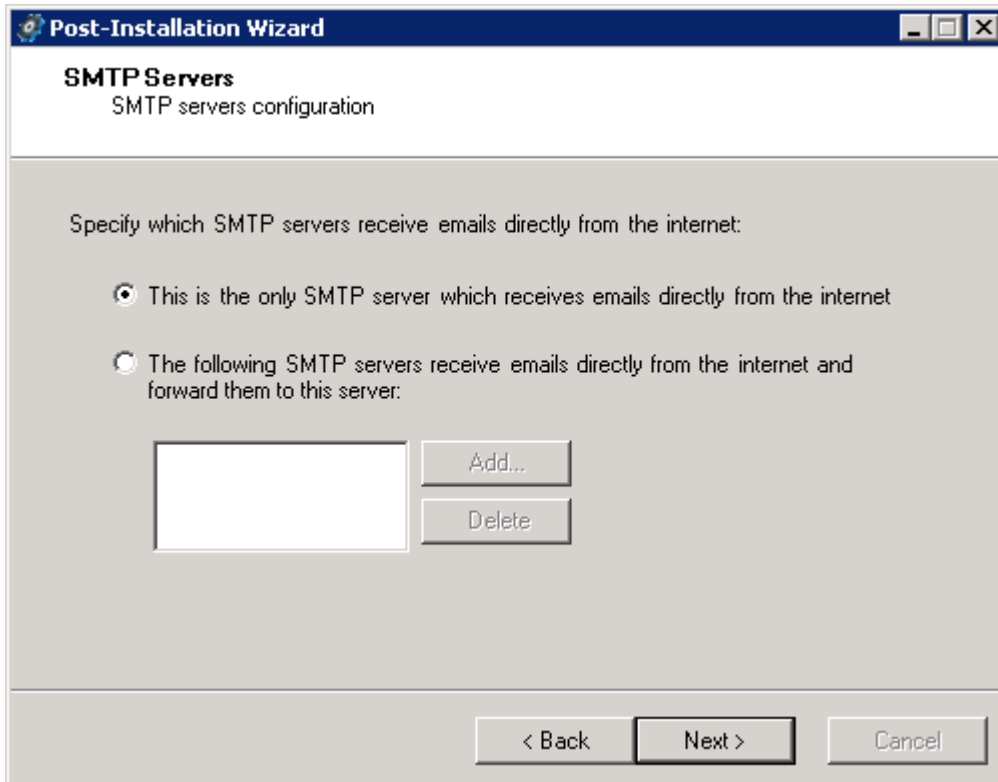 Post-Installation Wizard
SMTP Servers
SMTP servers configuration
Specify which SMTP servers receive emails directly from the internet:
This is the only SMTP server which receives emails directly from the internet
The following SMTP servers receive emails directly from the internet and
forward them to this server:
Add...
Delete
< Back
Next >
Cancel